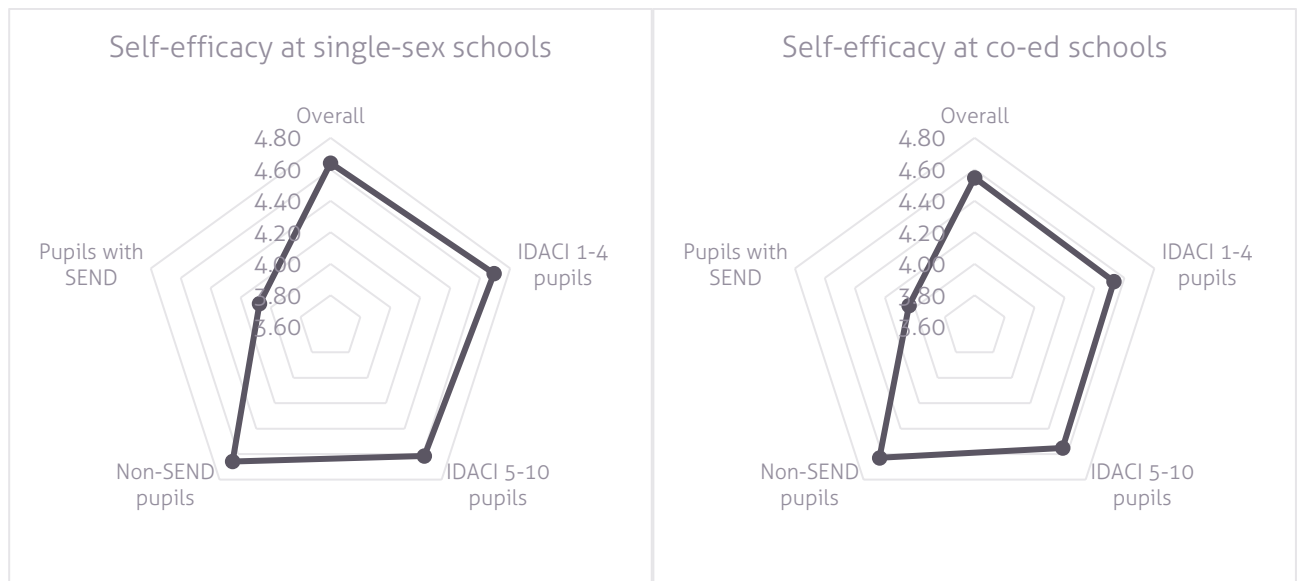 Self-efficacy at single-sex schools
Overall
4.80
4.60
4.40
4.20
4.00
3.80
3.60
IDACI 1-4
pupils
IDACI 5-10
pupils
Non-SEND
pupils
Pupils with
SEND
Self-efficacy at co-ed schools
Overall
4.80
4.60
4.40
4.20
4.00
3.80
3.60
IDACI 1-4
pupils
IDACI 5-10
pupils
Non-SEND
pupils
Pupils with
SEND